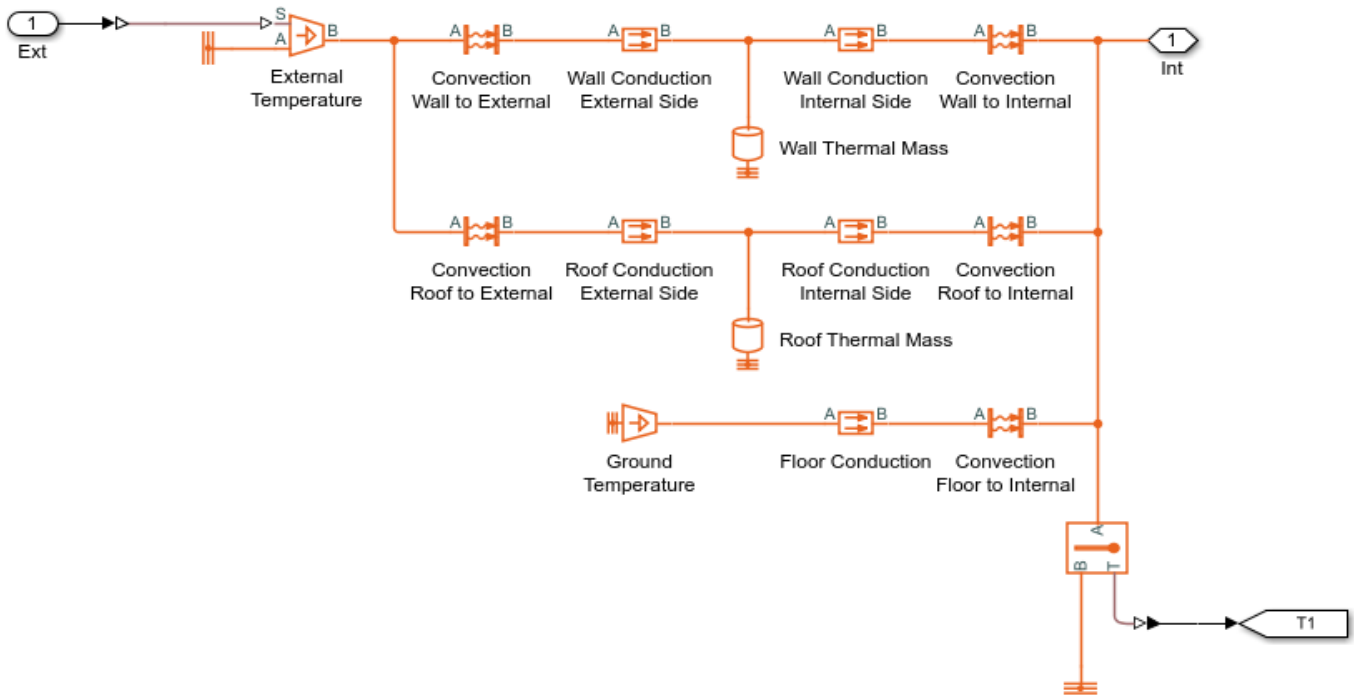 1
Ext
S
A
B
External
Temperature
A B
Convection
Wall to External
A B
Wall Conduction
External Side
A B
Wall Conduction
Internal Side
A B
Convection
Wall to Internal
1
Int
Wall Thermal Mass
A B
Convection
Roof to External
A B
Roof Conduction
External Side
A B
Roof Conduction
Internal Side
A B
Convection
Roof to Internal
Roof Thermal Mass
Ground
Temperature
A B
Floor Conduction
A B
Convection
Floor to Internal
A
B T
T1